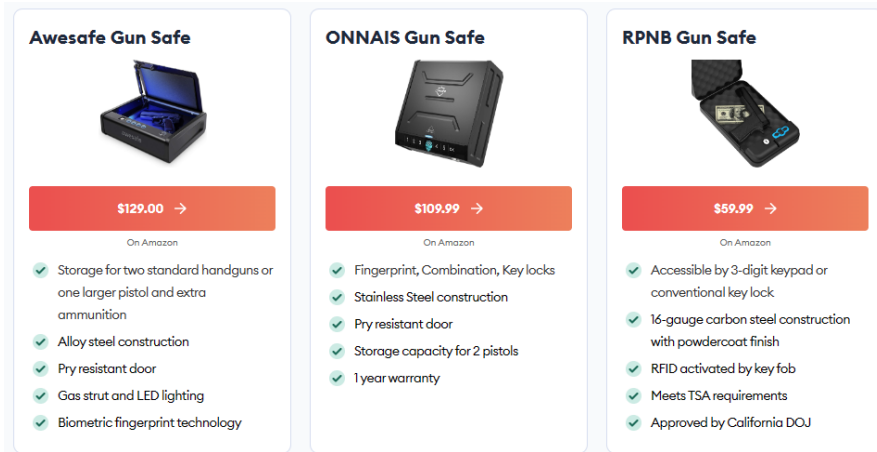 Awesafe Gun Safe
$129.00 →
On Amazon
Storage for two standard handguns or
one larger pistol and extra
ammunition
Alloy steel construction
Pry resistant door
Gas strut and LED lighting
Biometric fingerprint technology
ONNAIS Gun Safe
$109.99 →
On Amazon
Fingerprint, Combination, Key locks
Stainless Steel construction
Pry resistant door
Storage capacity for 2 pistols
1 year warranty
RPNB Gun Safe
$59.99 →
On Amazon
Accessible by 3-digit keypad or
conventional key lock
16-gauge carbon steel construction
with powdercoat finish
RFID activated by key fob
Meets TSA requirements
Approved by California DOJ